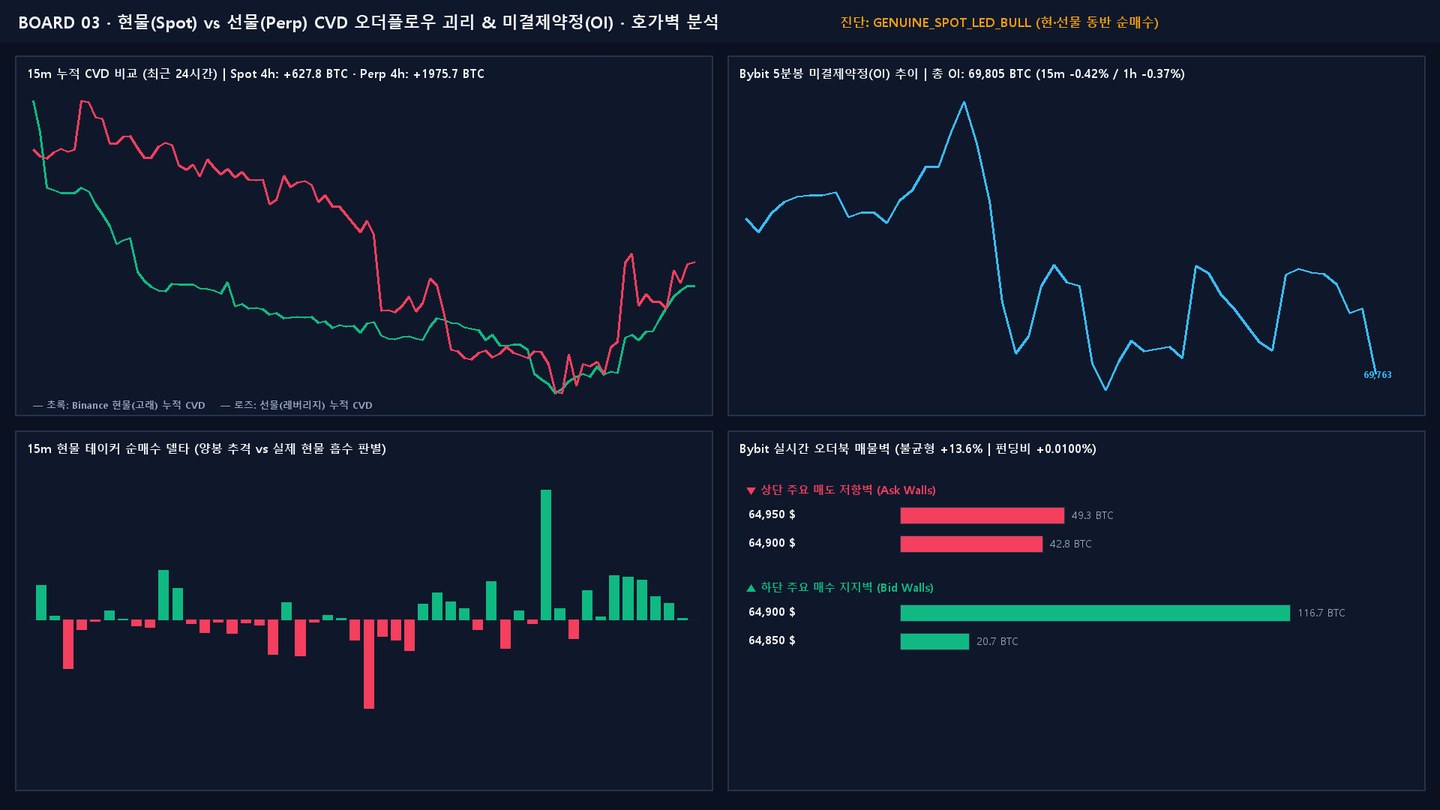 BOARD 03 · 현물(Spot) vs 선물(Perp) CVD 오더플로우 괴리 & 미결제약정(OI) · 호가벽 분석
진단: GENUINE_SPOT_LED_BULL (현·선물 동반 순매수)
15m 누적 CVD 비교 (최근 24시간) | Spot 4h: +627.8 BTC · Perp 4h: +1975.7 BTC
— 초록: Binance 현물(고래) 누적 CVD — 로즈: 선물(레버리지) 누적 CVD
Bybit 5분봉 미결제약정(OI) 추이 | 총 OI: 69,805 BTC (15m -0.42% / 1h -0.37%)
69,763
15m 현물 테이커 순매수 델타 (양봉 추격 vs 실제 현물 흡수 판별)
Bybit 실시간 오더북 매물벽 (불균형 +13.6% | 펀딩비 +0.0100%)
▼ 상단 주요 매도 저항벽 (Ask Walls)
64,950 $ 49.3 BTC
64,900 $ 42.8 BTC
▲ 하단 주요 매수 지지벽 (Bid Walls)
64,900 $ 116.7 BTC
64,850 $ 20.7 BTC